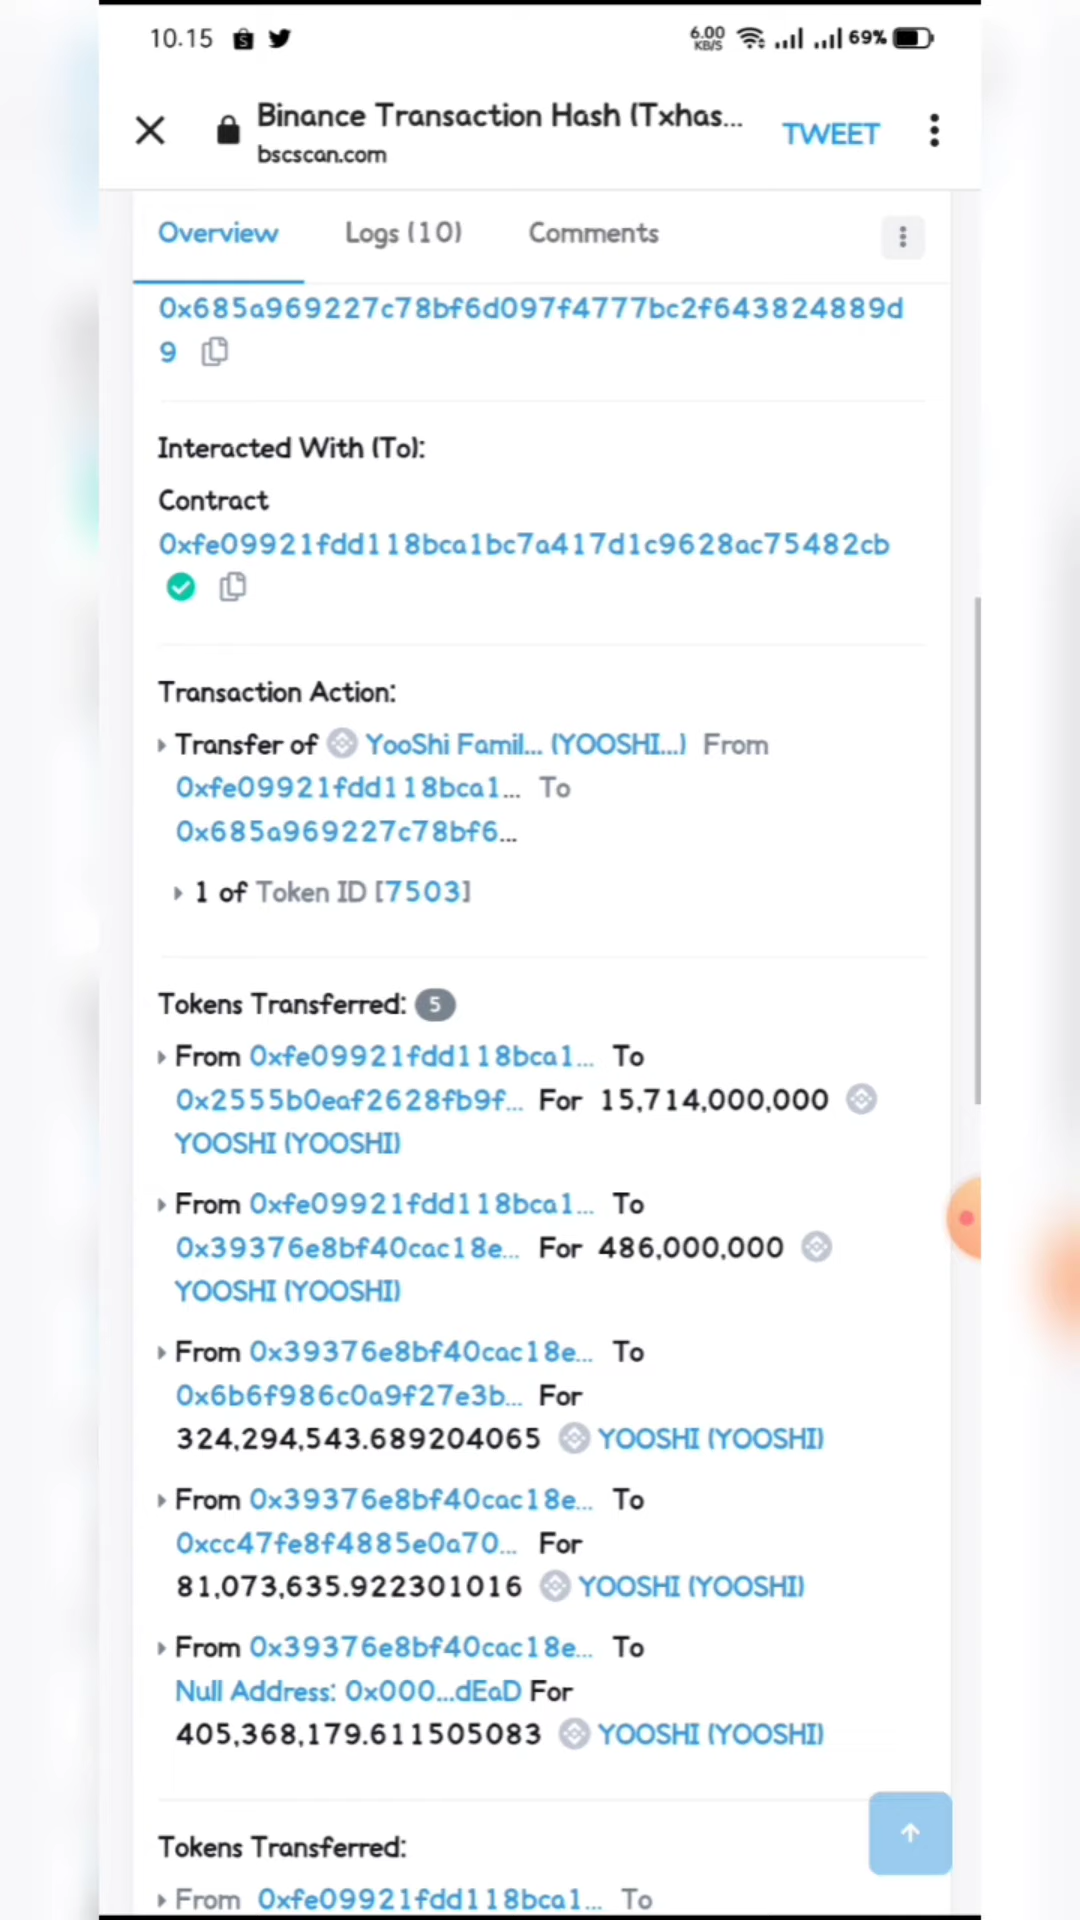 10.15
6.00 KB/S
69%
Binance Transaction Hash (Txhas...
bscscan.com
TWEET
Overview
Logs (10)
Comments
0x685a969227c78bf6d097f4777bc2f643824889d
9
Interacted With (To):
Contract
0xfe09921fdd118bca1bc7a417d1c9628ac75482cb
Transaction Action:
Transfer of YooShi Famil... (YOOSHI...) From
0xfe09921fdd118bca1... To
0x685a969227c78bf6...
1 of Token ID [7503]
Tokens Transferred: 5
From 0xfe09921fdd118bca1... To
0x2555b0eaf2628fb9f... For 15,714,000,000
YOOSHI (YOOSHI)
From 0xfe09921fdd118bca1... To
0x39376e8bf40cac18e... For 486,000,000
YOOSHI (YOOSHI)
From 0x39376e8bf40cac18e... To
0x6b6f986c0a9f27e3b... For
324,294,543.689204065 YOOSHI (YOOSHI)
From 0x39376e8bf40cac18e... To
0xcc47fe8f4885e0a70... For
81,073,635.922301016 YOOSHI (YOOSHI)
From 0x39376e8bf40cac18e... To
Null Address: 0x000...dEaD For
405,368,179.611505083 YOOSHI (YOOSHI)
Tokens Transferred:
From 0xfe09921fdd118bca1... To